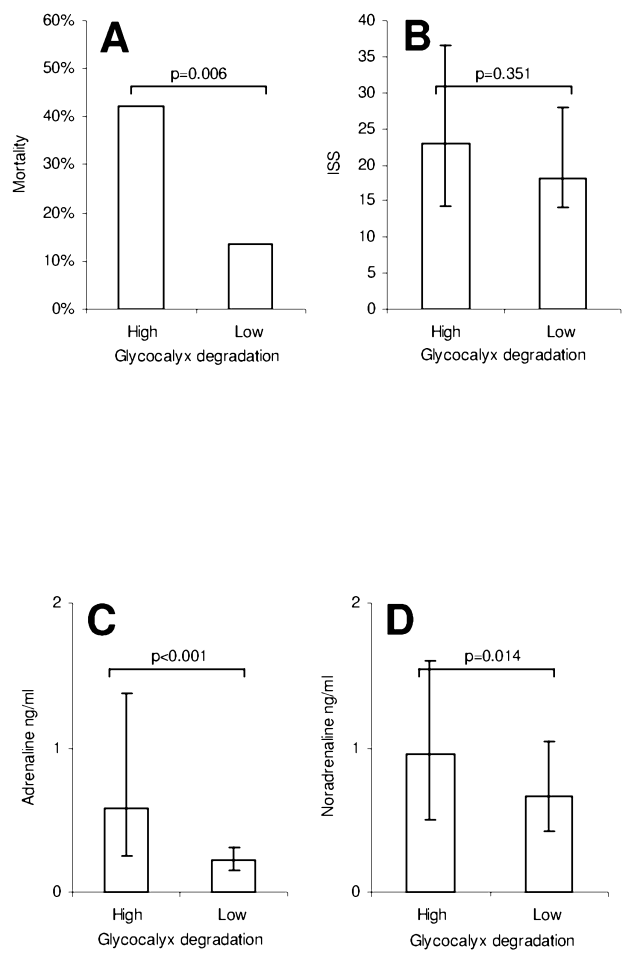 A
60%
50%
40%
30%
20%
10%
0%
Mortality
p=0.006
High Low
Glycocalyx degradation
B
40
35
30
25
20
15
10
5
0
ISS
p=0.351
High Low
Glycocalyx degradation
C
2
1
0
Adrenaline ng/ml
p<0.001
High Low
Glycocalyx degradation
D
2
1
0
Noradrenaline ng/ml
p=0.014
High Low
Glycocalyx degradation